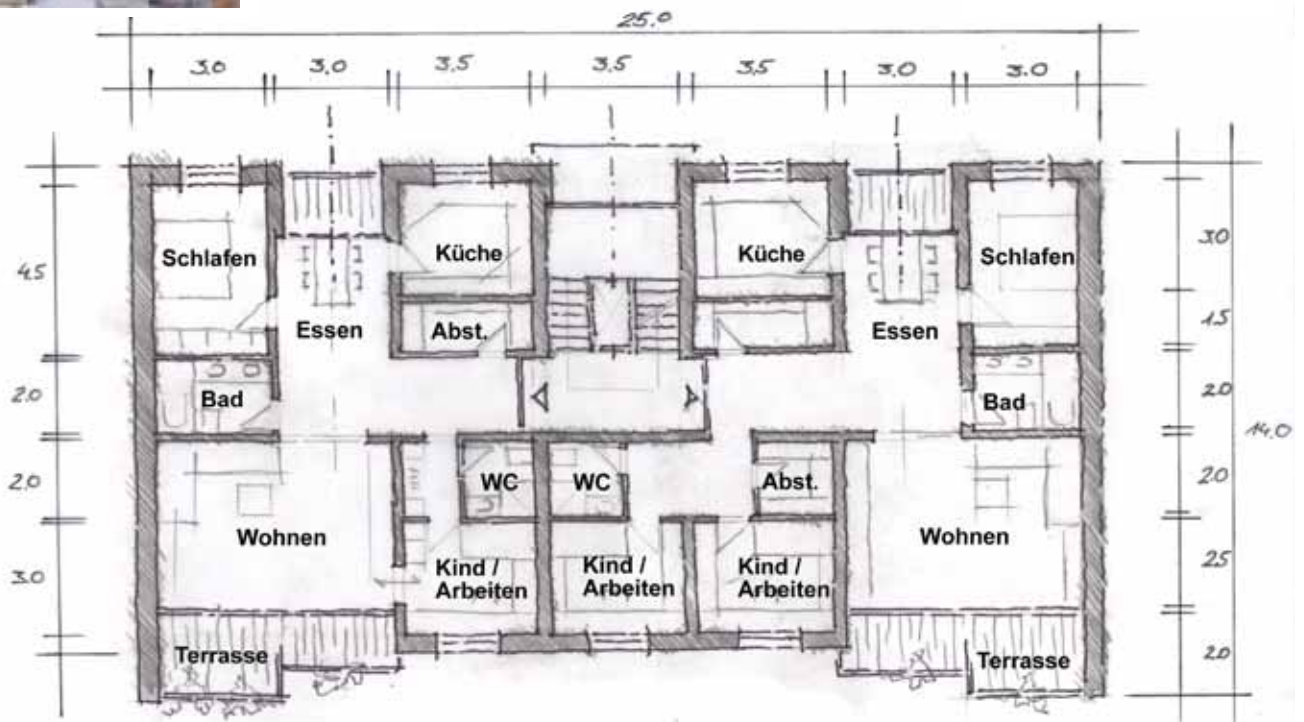 25.0
3.0 3.0 3.5 3.5 3.5 3.0 3.0
4.5
2.0
2.0
3.0
Schlafen
Küche
Küche
Schlafen
Essen
Abst.
Essen
Bad
Bad
WC
WC
Abst.
Wohnen
Wohnen
Kind /
Arbeiten
Kind /
Arbeiten
Kind /
Arbeiten
Terrasse
Terrasse
3.0
1.5
2.0
2.0
2.5
2.0
14.0